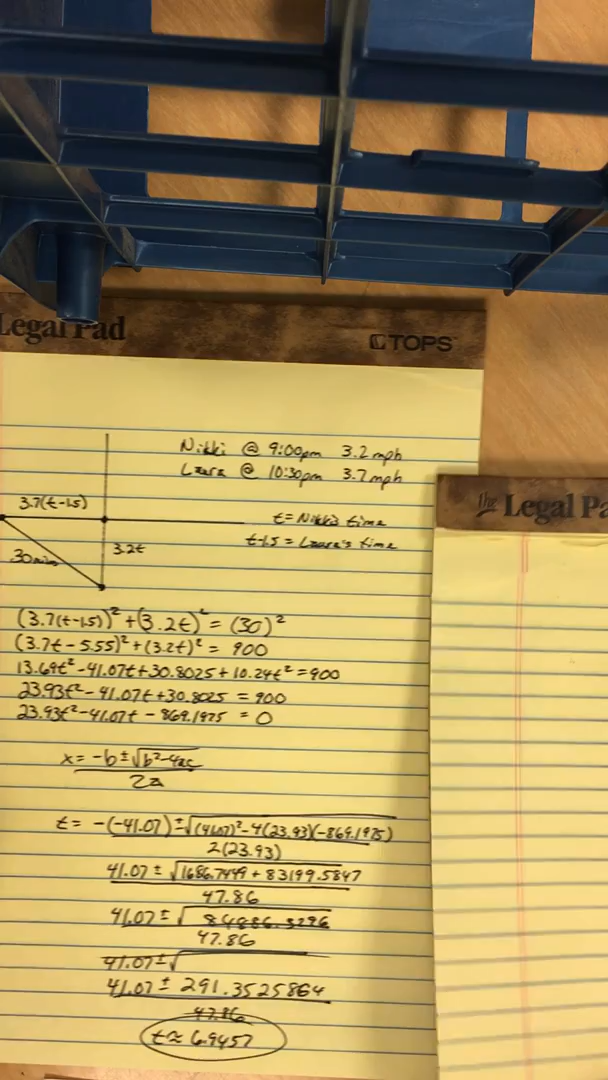 Legal Pad
TOPS
Nikki @ 9:00pm 3.2 mph
Laura @ 10:30pm 3.7 mph
the Legal Pa
3.7(t-1.5)
t = Nikki's time
t-1.5 = Laura's time
3.2t
30 miles
(3.7(t-1.5))² + (3.2t)² = (30)²
(3.7t - 5.55)² + (3.2t)² = 900
13.69t² - 41.07t + 30.8025 + 10.24t² = 900
23.93t² - 41.07t + 30.8025 = 900
23.93t² - 41.07t - 869.1975 = 0
x = -b ± √b²-4ac
2a
t = -(-41.07) ± √(41.07)² - 4(23.93)(-869.1975)
2(23.93)
41.07 ± √1686.7449 + 83199.5847
47.86
41.07 ± √84886.3296
47.86
41.07 ± √
41.07 ± 291.3525864
47.86
t ≈ 6.9457